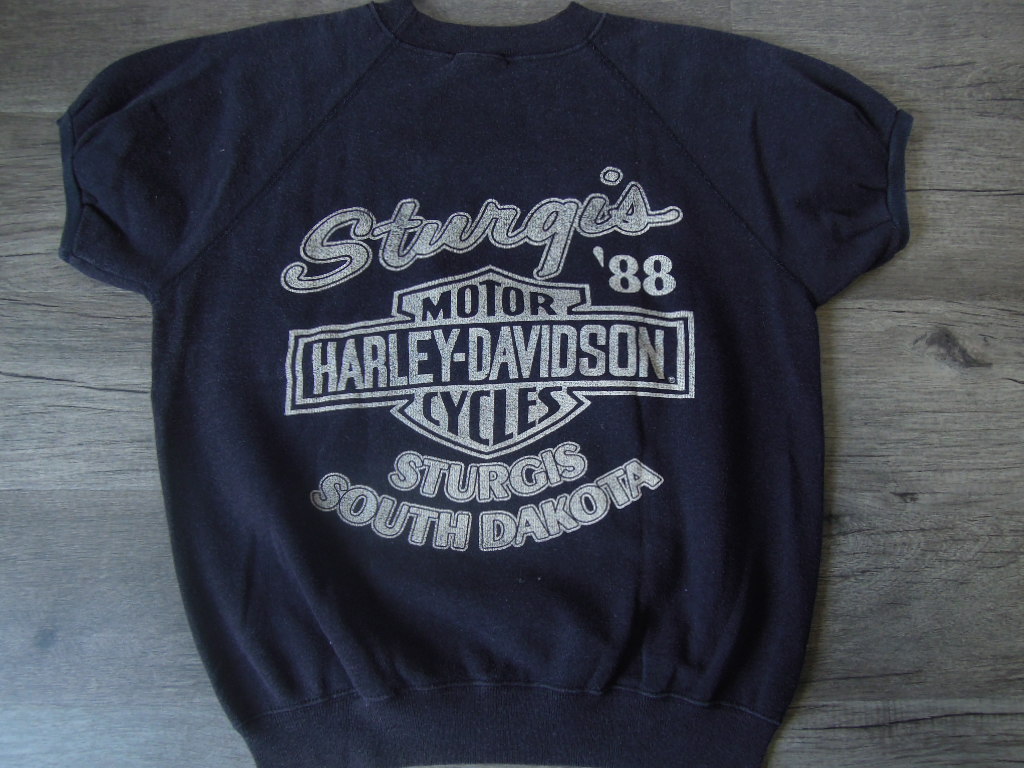 Sturgis
'88
MOTOR
HARLEY-DAVIDSON
CYCLES
STURGIS
SOUTH DAKOTA